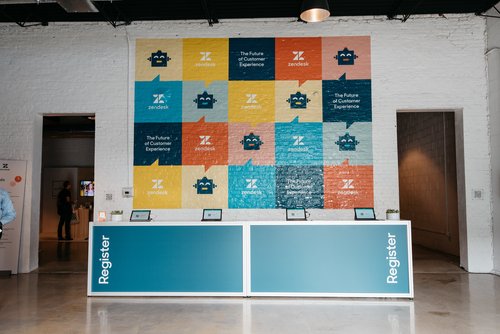 zendesk
The Future
of Customer
Experience
zendesk
zendesk
zendesk
The Future
of Customer
Experience
The Future
of Customer
Experience
zendesk
zendesk
zendesk
zendesk
The Future
of Customer
Experience
zendesk
Register
Register